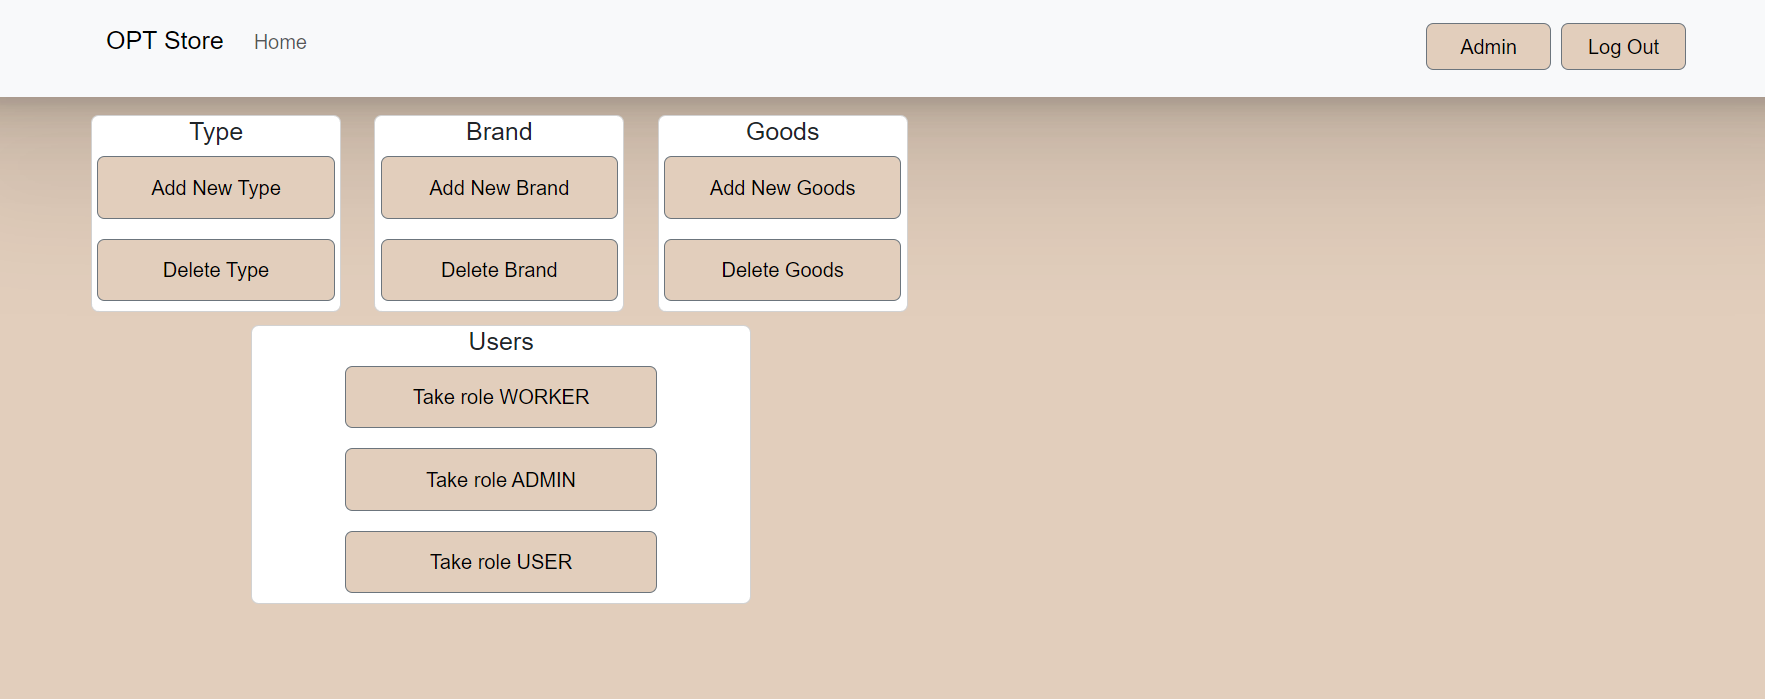 OPT Store
Home
Admin
Log Out
Type
Add New Type
Delete Type
Brand
Add New Brand
Delete Brand
Goods
Add New Goods
Delete Goods
Users
Take role WORKER
Take role ADMIN
Take role USER